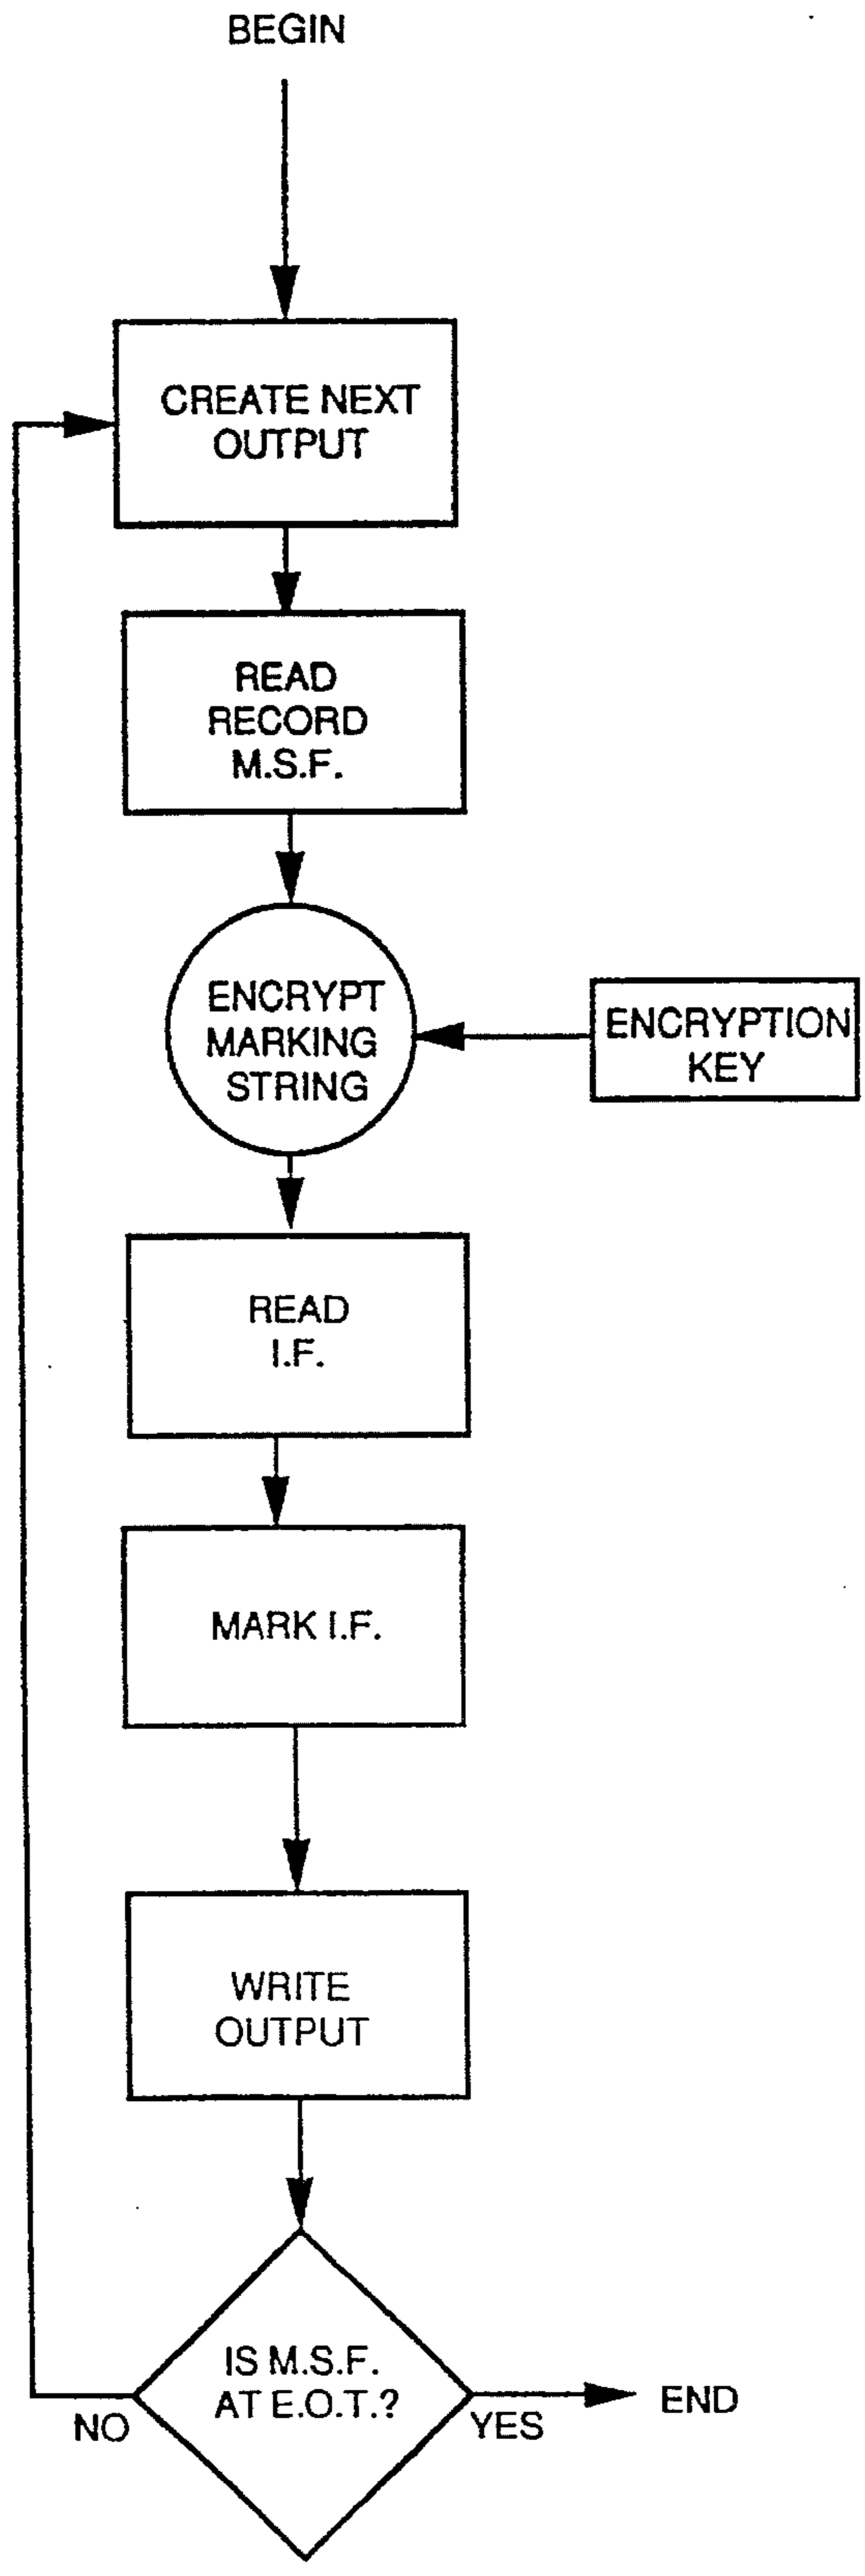 BEGIN
CREATE NEXT
OUTPUT
READ
RECORD
M.S.F.
ENCRYPT
MARKING
STRING
ENCRYPTION
KEY
READ
I.F.
MARK I.F.
WRITE
OUTPUT
IS M.S.F.
AT E.O.T.?
NO
YES
END